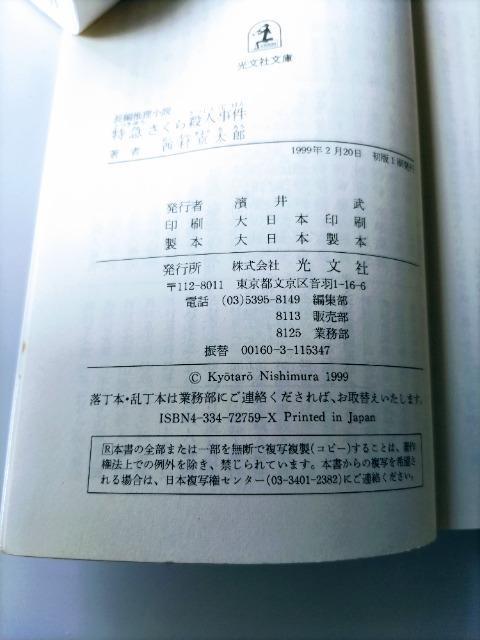 光文社文庫
長編推理小説
特急さくら殺人事件
著者 西村京太郎
1999年2月20日 初版1刷発行
発行者 濱井 武
印刷 大日本印刷
製本 大日本製本
発行所 株式会社 光文社
〒112-8011 東京都文京区音羽1-16-6
電話 (03)5395-8149 編集部
8113 販売部
8125 業務部
振替 00160-3-115347
© Kyōtarō Nishimura 1999
落丁本・乱丁本は業務部にご連絡くだされば、お取替えいたします。
ISBN4-334-72759-X Printed in Japan
R本書の全部または一部を無断で複写複製(コピー)することは、著作
権法上での例外を除き、禁じられています。本書からの複写を希望さ
れる場合は、日本複写権センター(03-3401-2382)にご連絡ください。